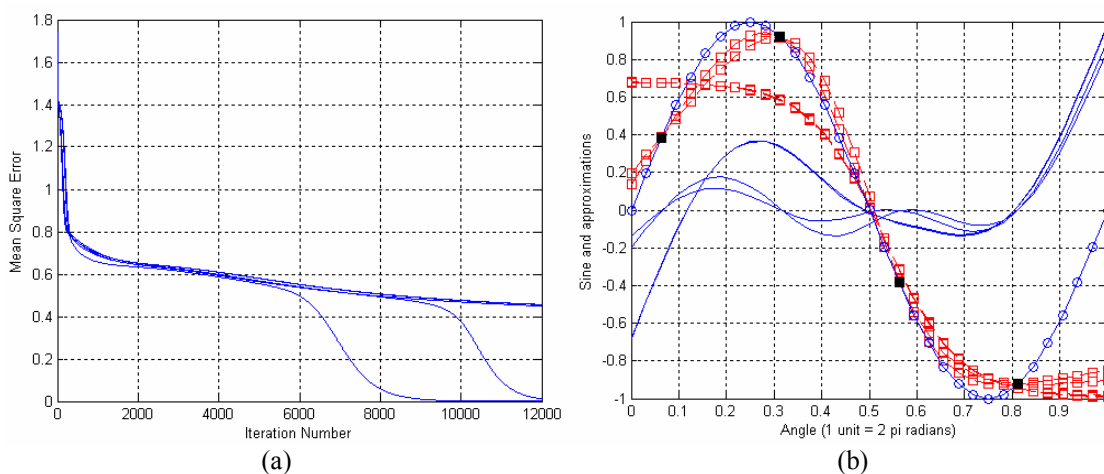 Mean Square Error
1.8
1.6
1.4
1.2
1
0.8
0.6
0.4
0.2
0
0 2000 4000 6000 8000 10000 12000
Iteration Number
(a)
Sine and approximations
1
0.8
0.6
0.4
0.2
0
-0.2
-0.4
-0.6
-0.8
-1
0 0.1 0.2 0.3 0.4 0.5 0.6 0.7 0.8 0.9
Angle (1 unit = 2 pi radians)
(b)